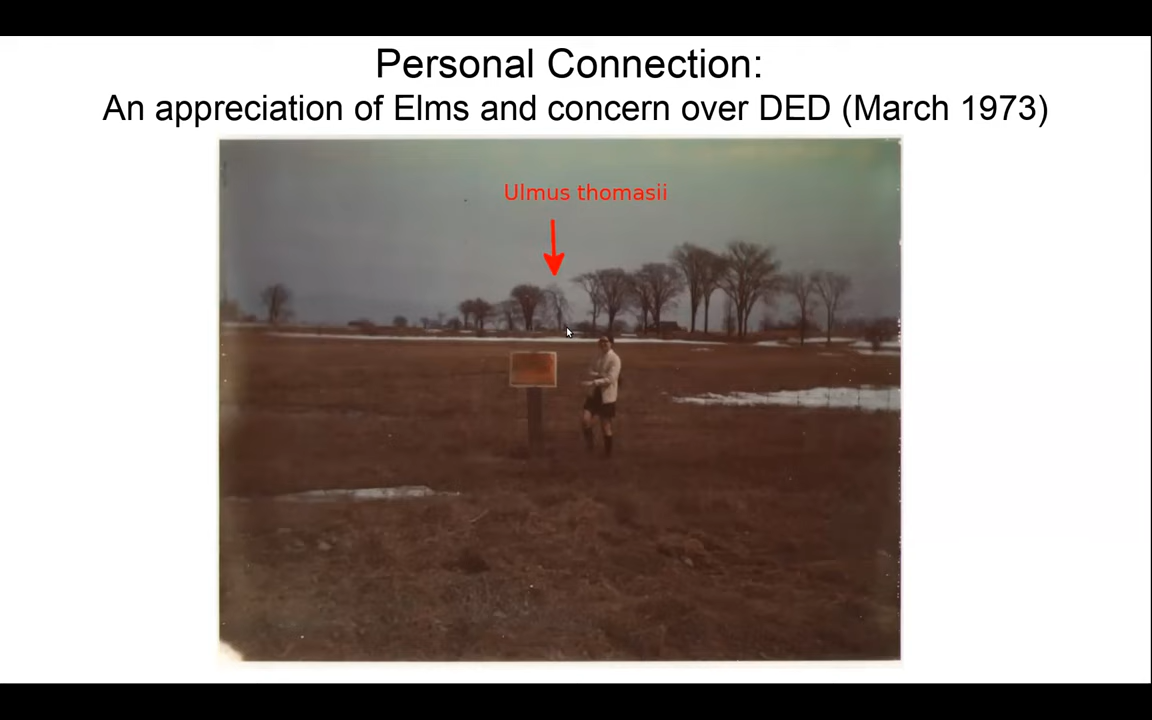 Personal Connection:
An appreciation of Elms and concern over DED (March 1973)
Ulmus thomasii